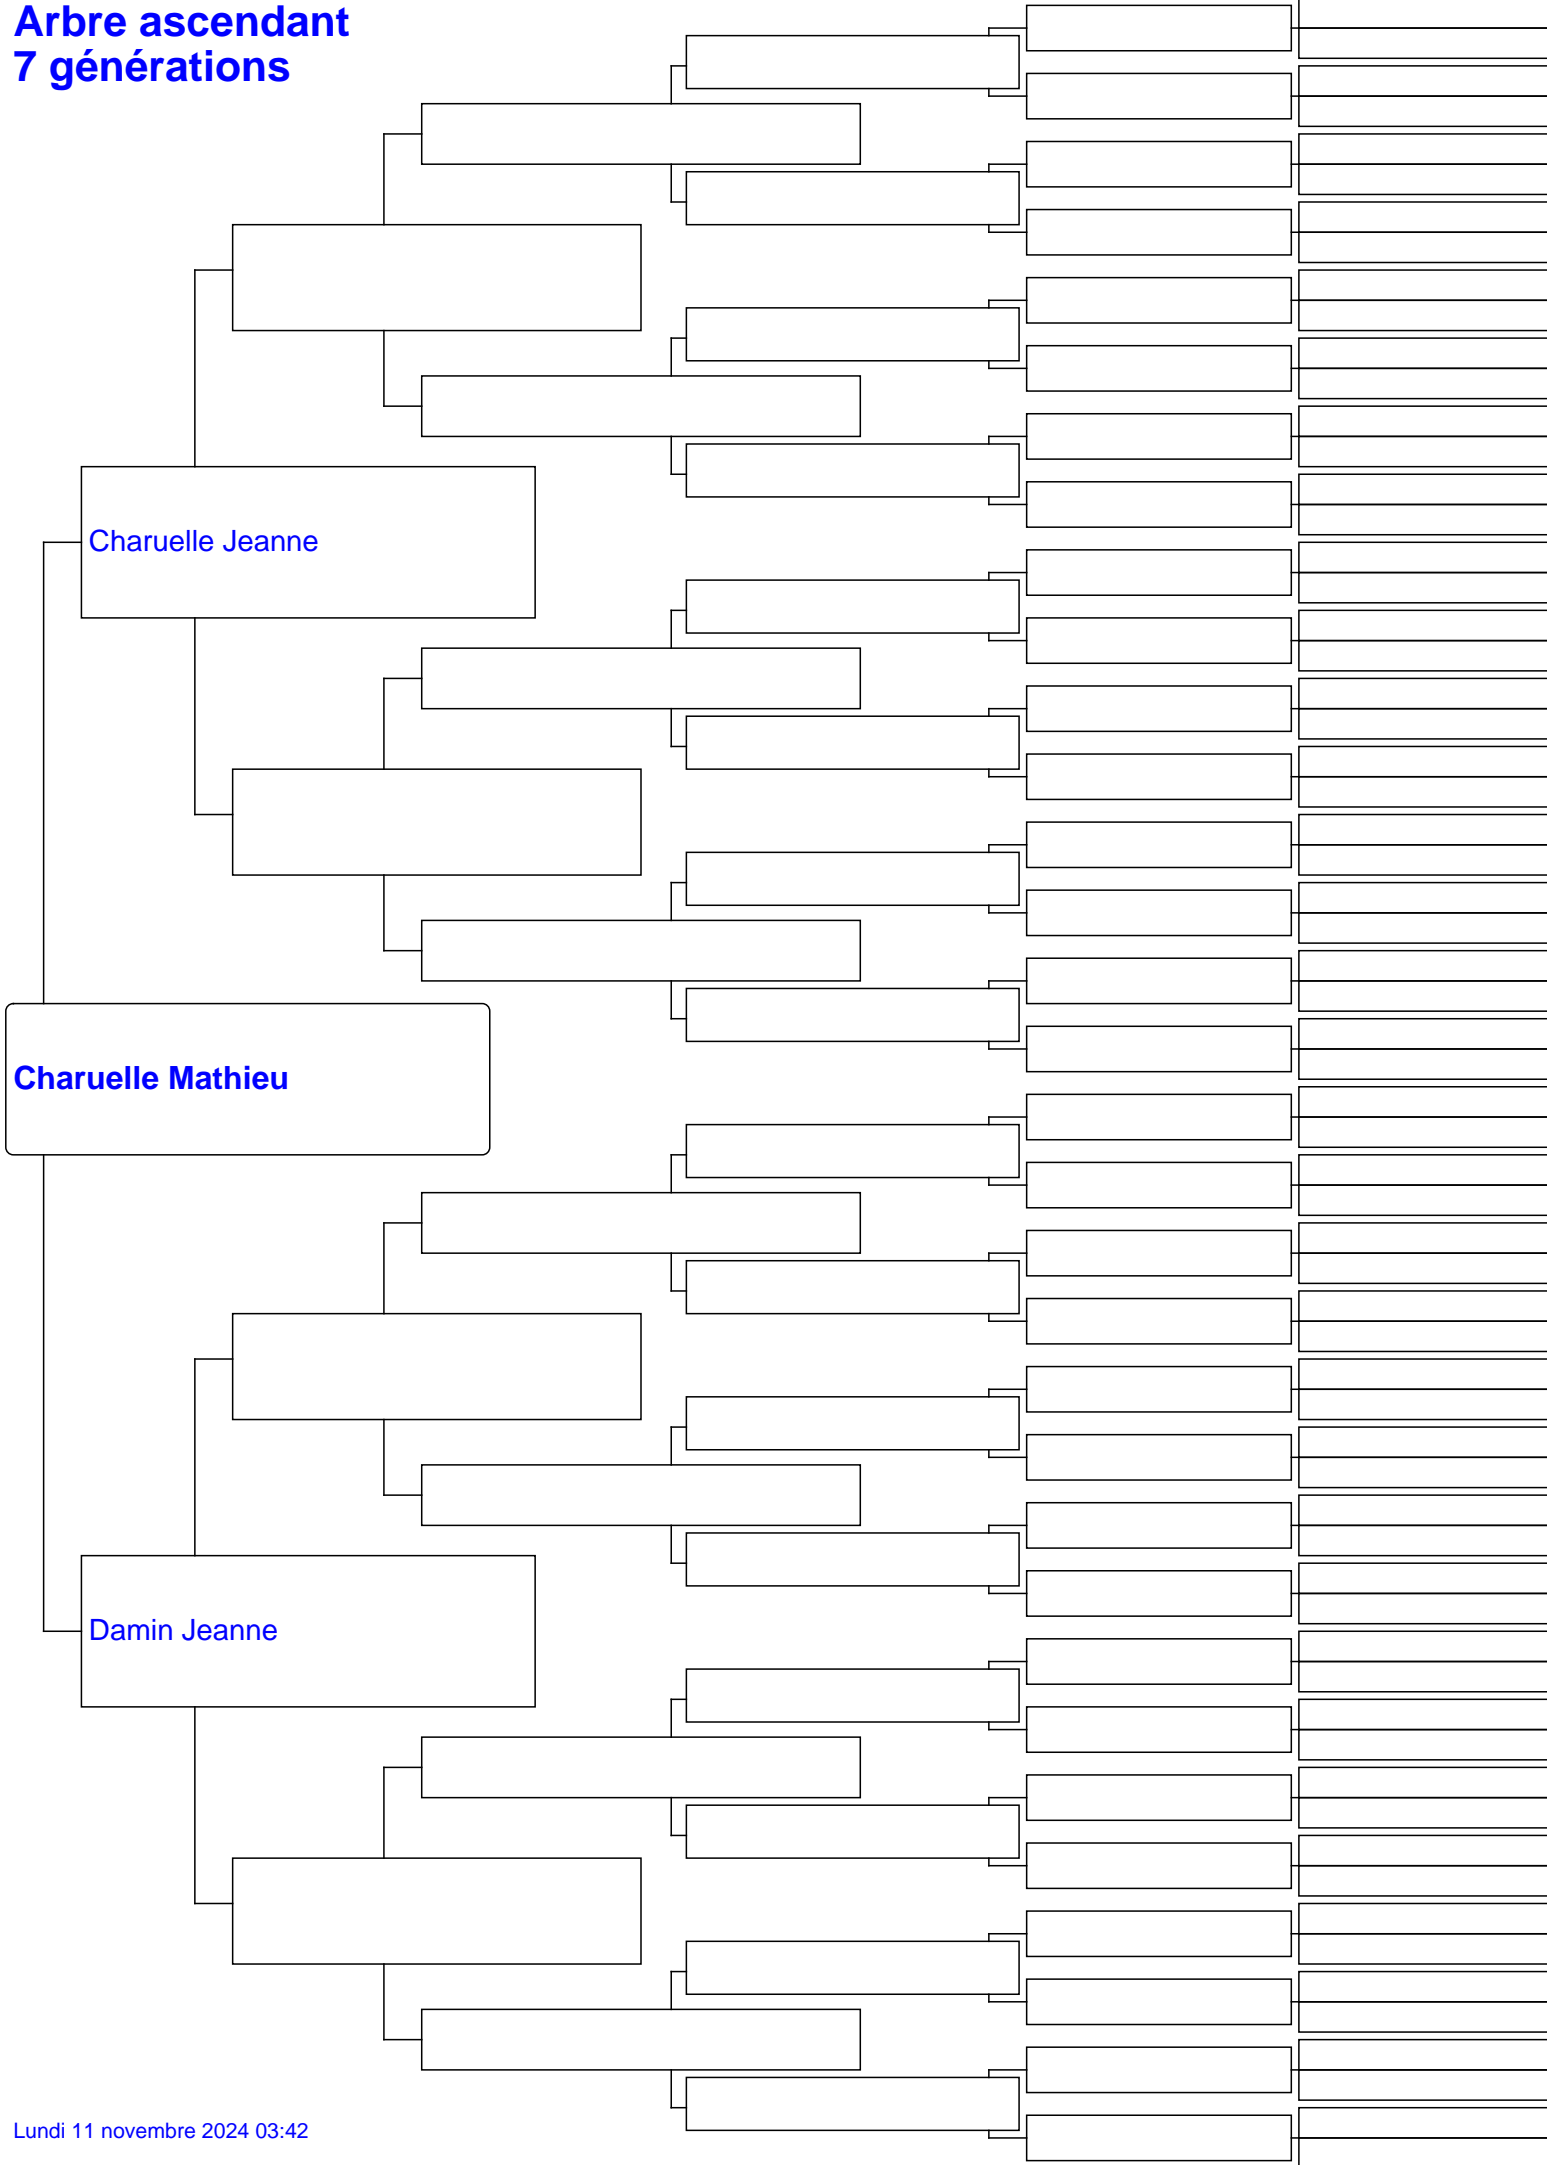 Arbre ascendant
7 générations
Charuelle Jeanne
Charuelle Mathieu
Damin Jeanne
Lundi 11 novembre 2024 03:42